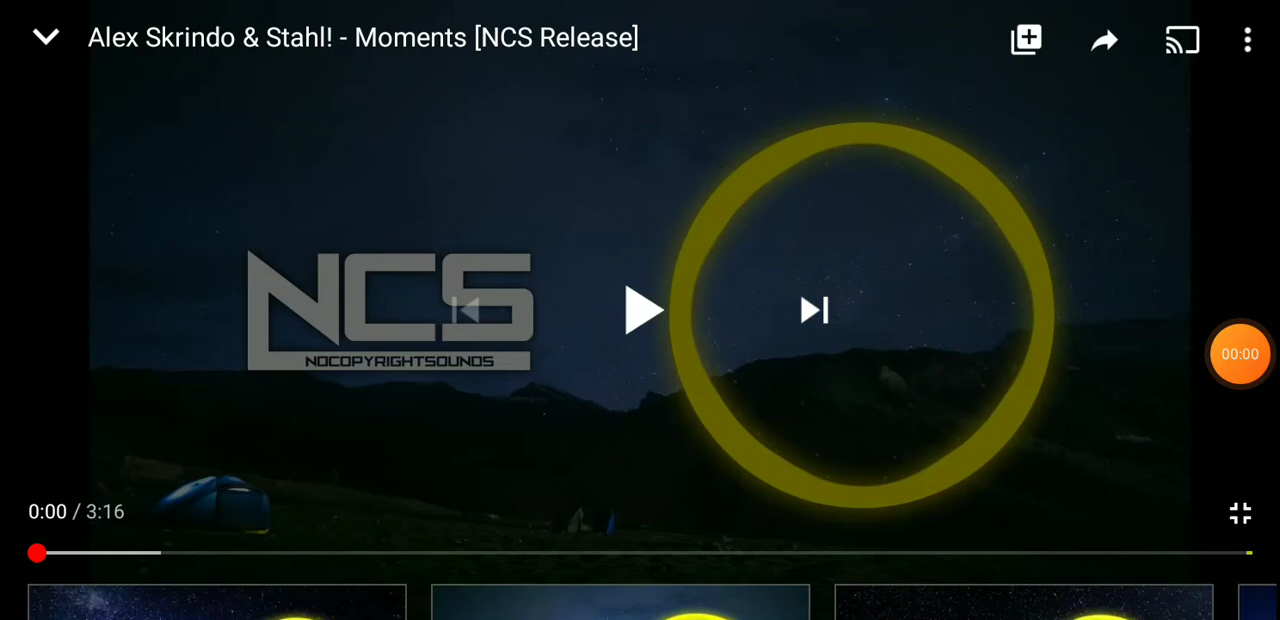 Alex Skrindo & Stahl! - Moments [NCS Release]
NCS
NOCOPYRIGHTSOUNDS
00:00
0:00 / 3:16